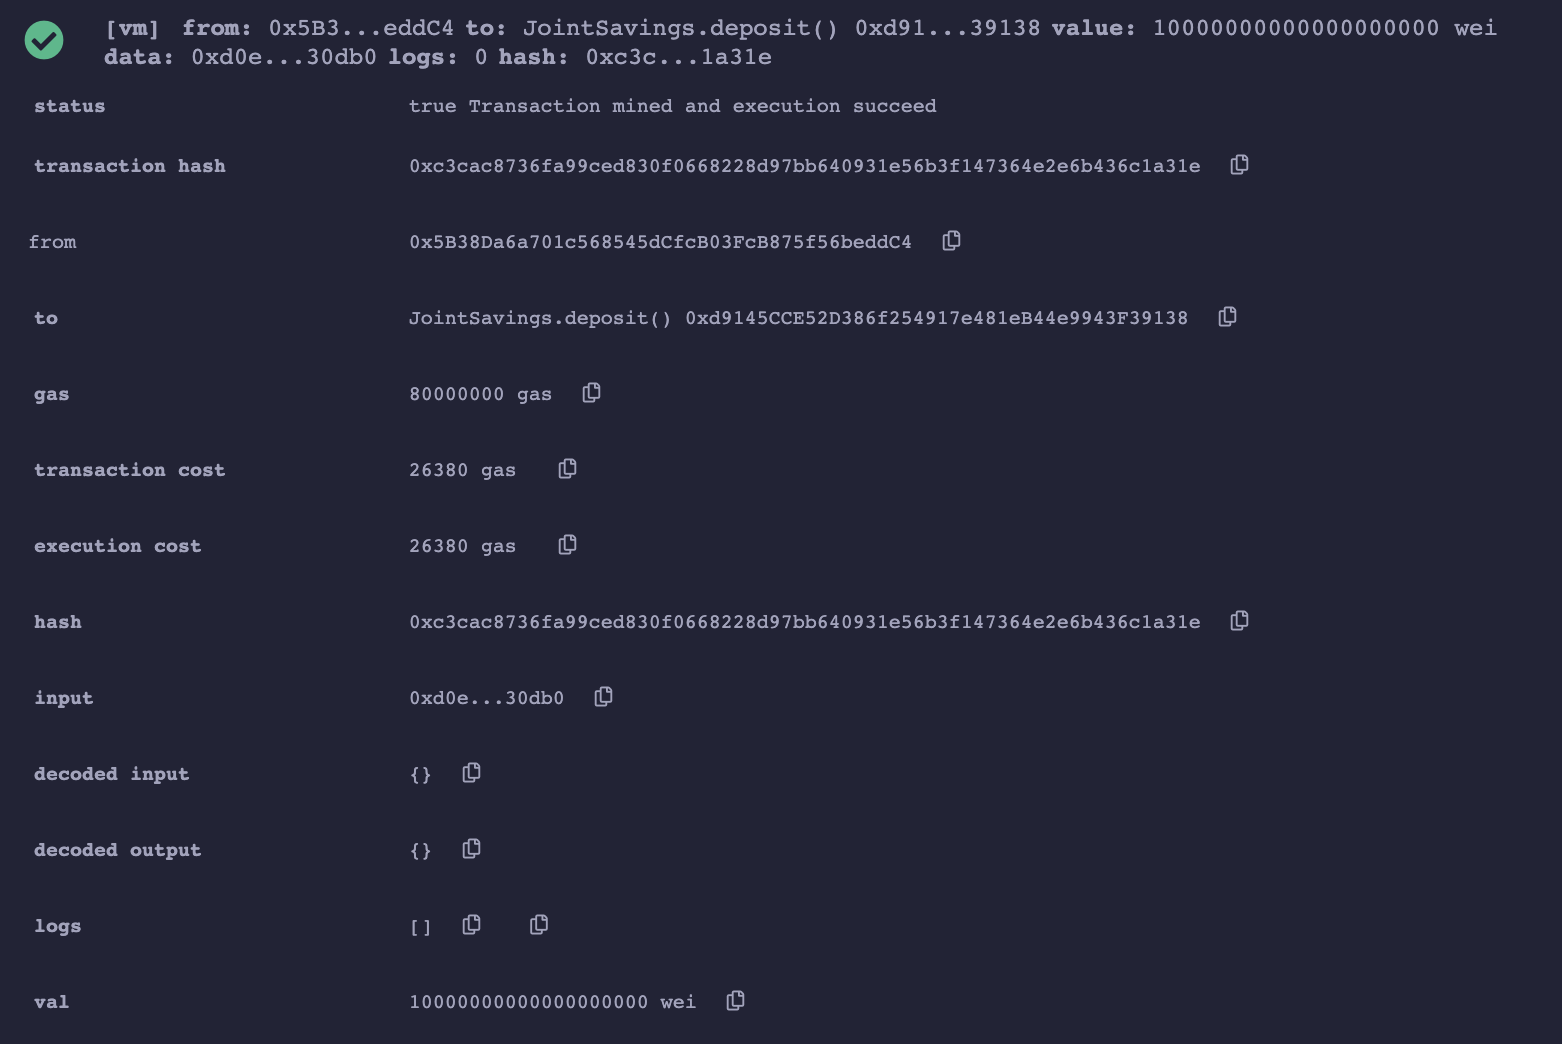 [vm] from: 0x5B3...eddC4 to: JointSavings.deposit() 0xd91...39138 value: 10000000000000000000 wei
data: 0xd0e...30db0 logs: 0 hash: 0xc3c...1a31e
status true Transaction mined and execution succeed
transaction hash 0xc3cac8736fa99ced830f0668228d97bb640931e56b3f147364e2e6b436c1a31e
from 0x5B38Da6a701c568545dCfcB03FcB875f56beddC4
to JointSavings.deposit() 0xd9145CCE52D386f254917e481eB44e9943F39138
gas 80000000 gas
transaction cost 26380 gas
execution cost 26380 gas
hash 0xc3cac8736fa99ced830f0668228d97bb640931e56b3f147364e2e6b436c1a31e
input 0xd0e...30db0
decoded input {}
decoded output {}
logs []
val 10000000000000000000 wei